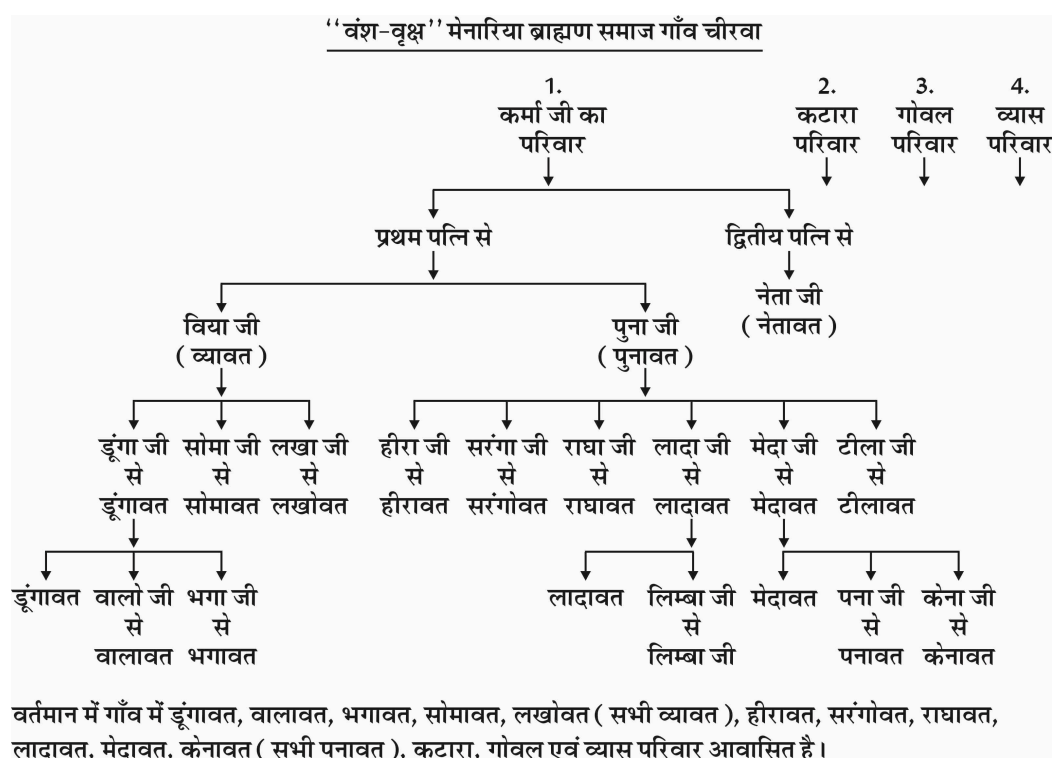 ‘‘वंश-वृक्ष’’ मेनारिया ब्राह्मण समाज गाँव चीरवा
1. 2. 3. 4.
कर्मा जी का कटारा गोवल व्यास
परिवार परिवार परिवार परिवार
प्रथम पत्नि से द्वितीय पत्नि से
नेता जी
( नेतावत )
विया जी पुना जी
( व्यावत ) ( पुनावत )
डूंगा जी सोमा जी लखा जी हीरा जी सरंगा जी राघा जी लादा जी मेदा जी टीला जी
से से से से से से से से से
डूंगावत सोमावत लखोवत हीरावत सरंगोवत राघावत लादावत मेदावत टीलावत
डूंगावत वालो जी भगा जी लादावत लिम्बा जी मेदावत पना जी केना जी
से से से से से
वालावत भगावत लिम्बा जी पनावत केनावत
वर्तमान में गाँव में डूंगावत, वालावत, भगावत, सोमावत, लखोवत ( सभी व्यावत ), हीरावत, सरंगोवत, राघावत,
लादावत, मेदावत, केनावत ( सभी पुनावत ), कटारा, गोवल एवं व्यास परिवार आवासित है।